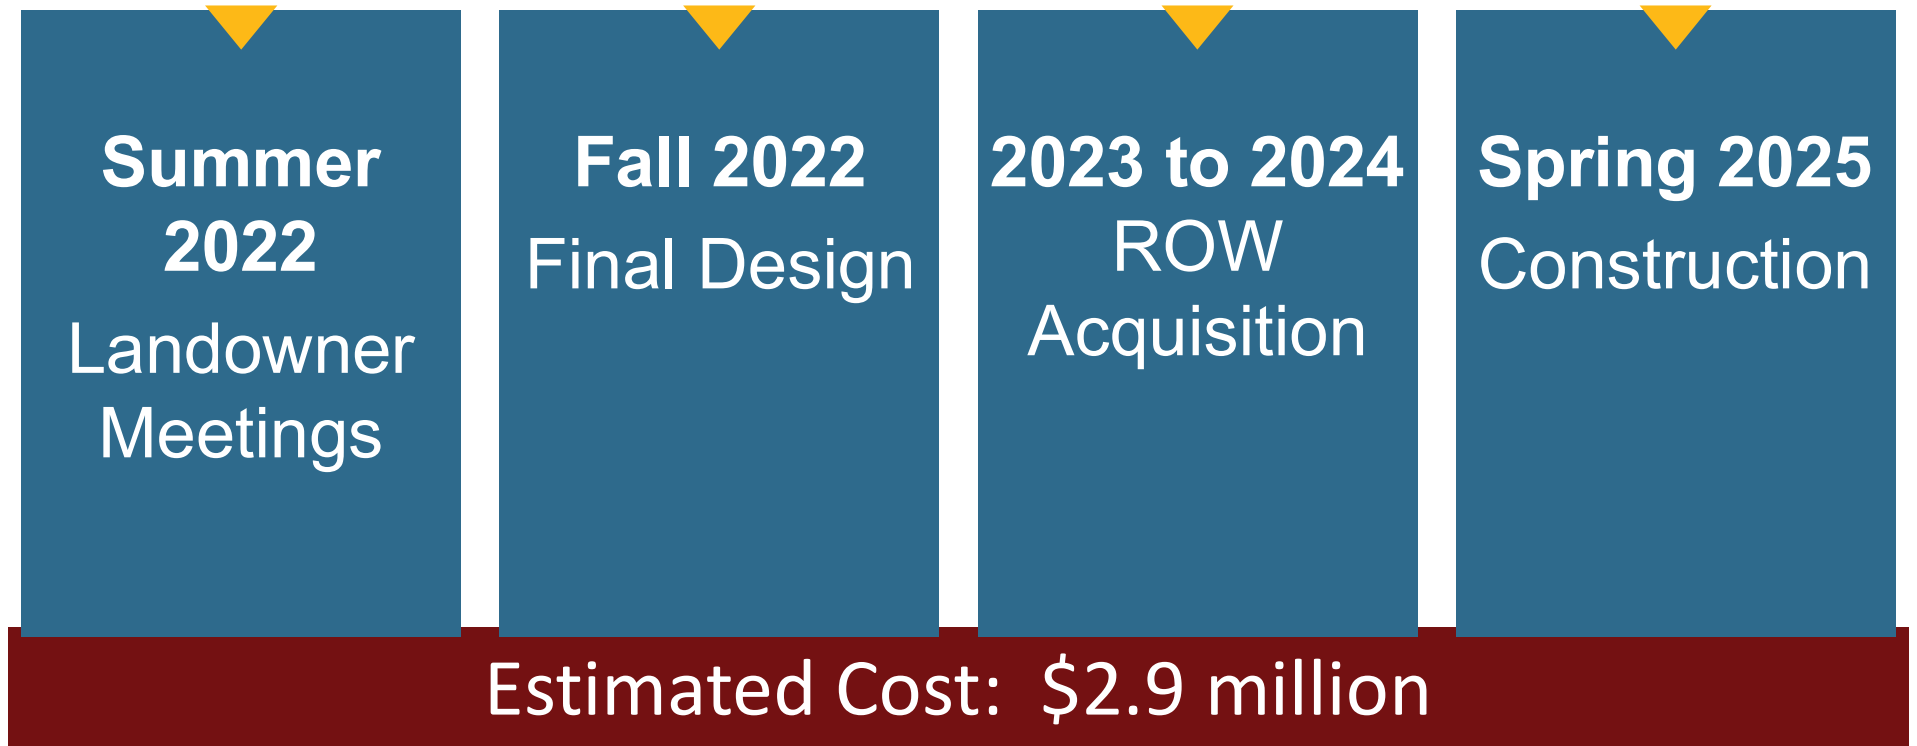 Summer
2022
Landowner
Meetings
Fall 2022
Final Design
2023 to 2024
ROW
Acquisition
Spring 2025
Construction
Estimated Cost:  $2.9 million